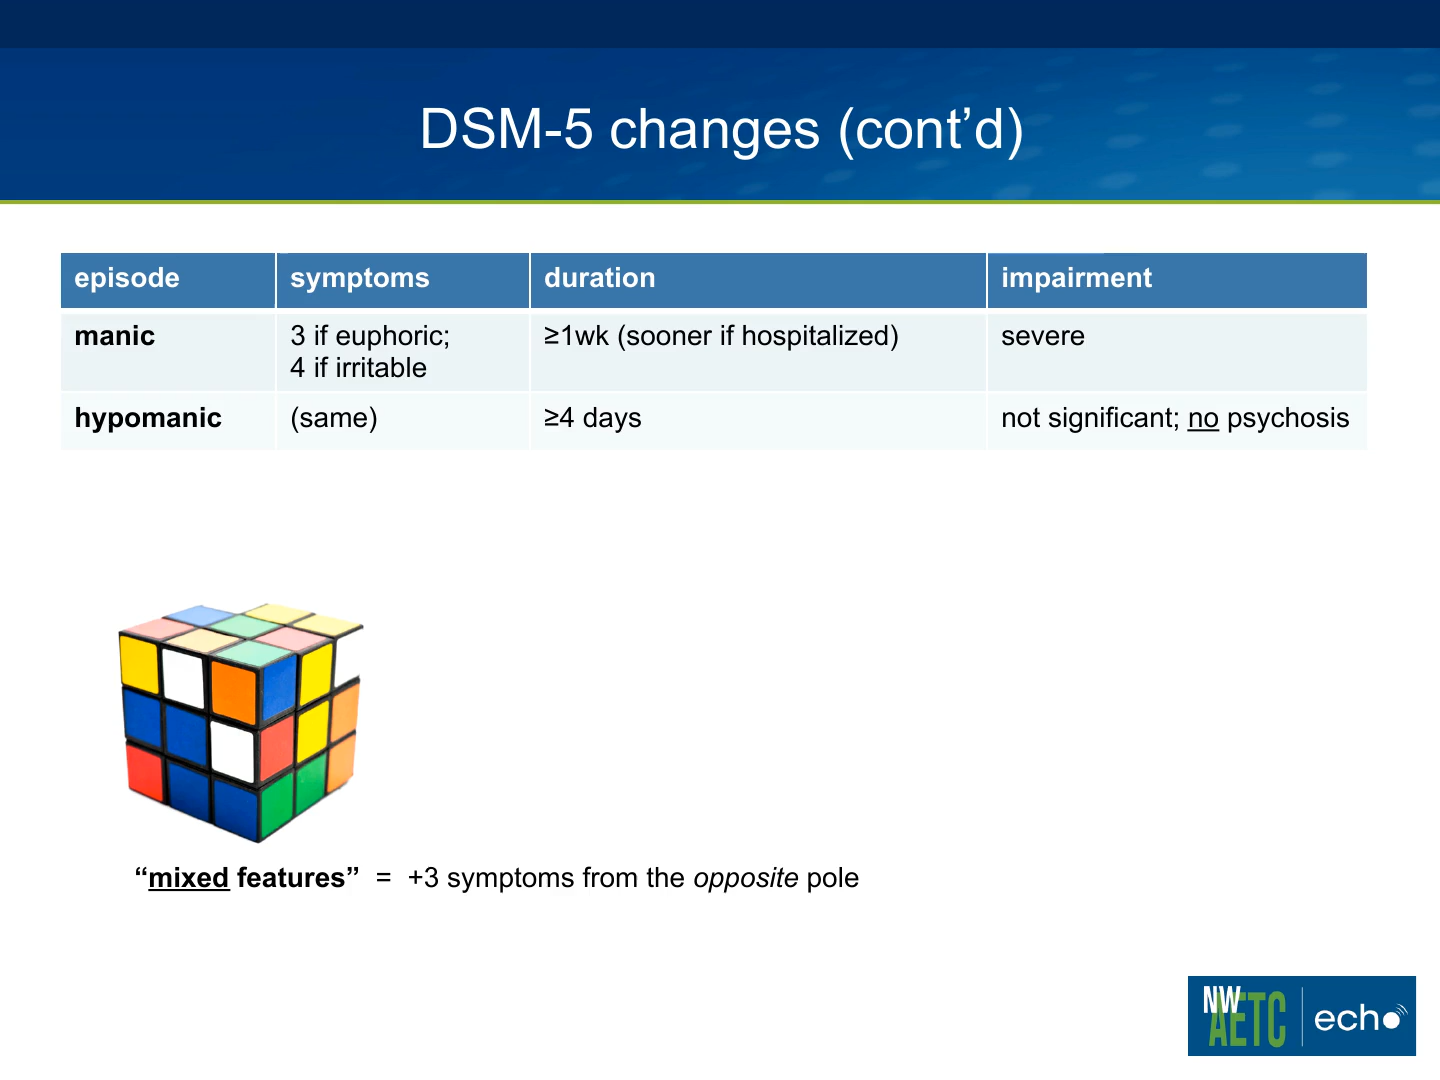 DSM-5 changes (cont’d)
episode symptoms duration impairment
manic 3 if euphoric; ≥1wk (sooner if hospitalized) severe
4 if irritable
hypomanic (same) ≥4 days not significant; no psychosis
“mixed features” = +3 symptoms from the opposite pole
NW
AETC echo